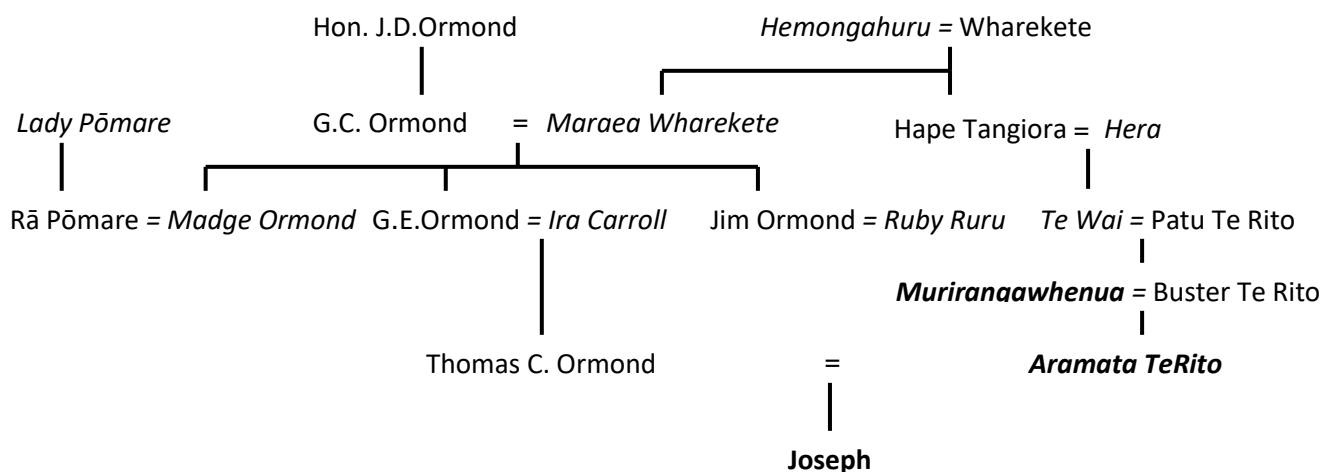 Hon. J.D.Ormond Hemongahuru = Wharekete
Lady Pōmare G.C. Ormond = Maraea Wharekete Hape Tangiora = Hera
Rā Pōmare = Madge Ormond G.E.Ormond = Ira Carroll Jim Ormond = Ruby Ruru Te Wai = Patu Te Rito
Murirangawhenua = Buster Te Rito
Thomas C. Ormond = Aramata TeRito
Joseph